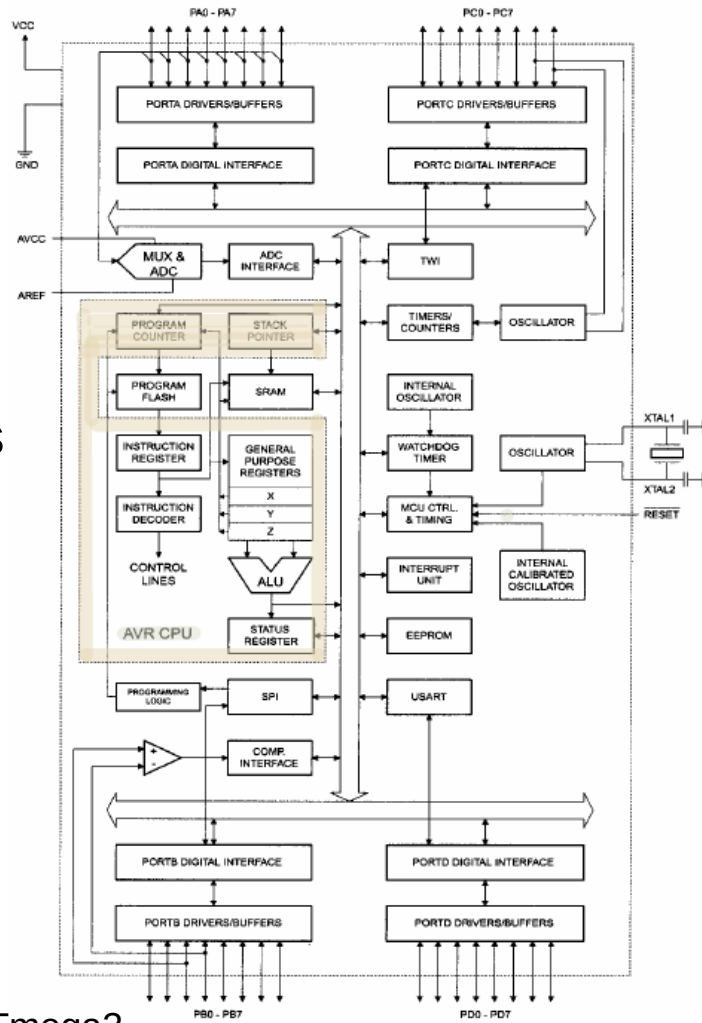 PA0 - PA7
PC0 - PC7
VCC
PORTA DRIVERS/BUFFERS
PORTC DRIVERS/BUFFERS
GND
PORTA DIGITAL INTERFACE
PORTC DIGITAL INTERFACE
AVCC
MUX &
ADC
ADC
INTERFACE
TWI
AREF
PROGRAM
COUNTER
STACK
POINTER
TIMERS/
COUNTERS
OSCILLATOR
PROGRAM
FLASH
SRAM
INTERNAL
OSCILLATOR
XTAL1
s
INSTRUCTION
REGISTER
GENERAL
PURPOSE
REGISTERS
WATCHDOG
TIMER
OSCILLATOR
X
XTAL2
INSTRUCTION
DECODER
Y
MCU CTRL.
& TIMING
RESET
Z
CONTROL
LINES
ALU
INTERRUPT
UNIT
INTERNAL
CALIBRATED
OSCILLATOR
AVR CPU
STATUS
REGISTER
EEPROM
PROGRAMMING
LOGIC
SPI
USART
+
-
COMP.
INTERFACE
PORTB DIGITAL INTERFACE
PORTD DIGITAL INTERFACE
PORTB DRIVERS/BUFFERS
PORTD DRIVERS/BUFFERS
PB0 - PB7
PD0 - PD7